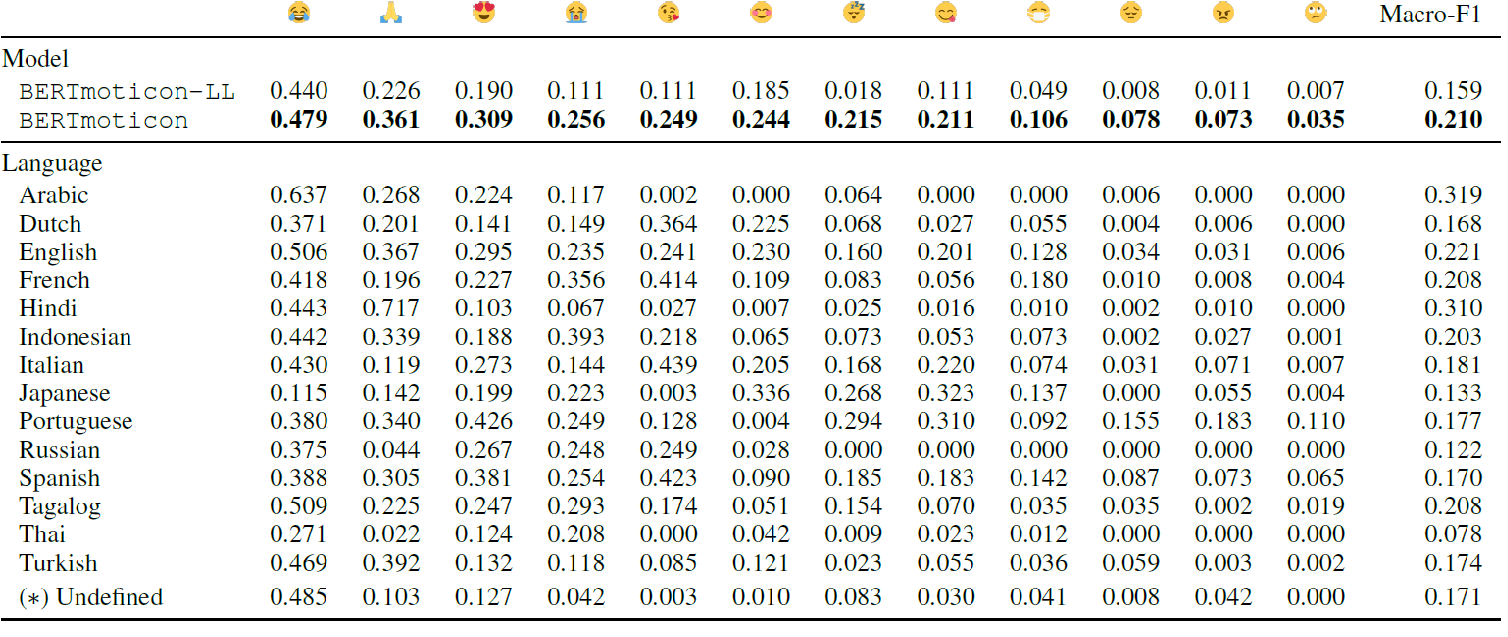 😂 🙏 😍 😭 😘 😊 😴 😋 😷 😔 😠 🙄 Macro-F1
Model
BERTmoticon-LL 0.440 0.226 0.190 0.111 0.111 0.185 0.018 0.111 0.049 0.008 0.011 0.007 0.159
BERTmoticon 0.479 0.361 0.309 0.256 0.249 0.244 0.215 0.211 0.106 0.078 0.073 0.035 0.210
Language
Arabic 0.637 0.268 0.224 0.117 0.002 0.000 0.064 0.000 0.000 0.006 0.000 0.000 0.319
Dutch 0.371 0.201 0.141 0.149 0.364 0.225 0.068 0.027 0.055 0.004 0.006 0.000 0.168
English 0.506 0.367 0.295 0.235 0.241 0.230 0.160 0.201 0.128 0.034 0.031 0.006 0.221
French 0.418 0.196 0.227 0.356 0.414 0.109 0.083 0.056 0.180 0.010 0.008 0.004 0.208
Hindi 0.443 0.717 0.103 0.067 0.027 0.007 0.025 0.016 0.010 0.002 0.010 0.000 0.310
Indonesian 0.442 0.339 0.188 0.393 0.218 0.065 0.073 0.053 0.073 0.002 0.027 0.001 0.203
Italian 0.430 0.119 0.273 0.144 0.439 0.205 0.168 0.220 0.074 0.031 0.071 0.007 0.181
Japanese 0.115 0.142 0.199 0.223 0.003 0.336 0.268 0.323 0.137 0.000 0.055 0.004 0.133
Portuguese 0.380 0.340 0.426 0.249 0.128 0.004 0.294 0.310 0.092 0.155 0.183 0.110 0.177
Russian 0.375 0.044 0.267 0.248 0.249 0.028 0.000 0.000 0.000 0.000 0.000 0.000 0.122
Spanish 0.388 0.305 0.381 0.254 0.423 0.090 0.185 0.183 0.142 0.087 0.073 0.065 0.170
Tagalog 0.509 0.225 0.247 0.293 0.174 0.051 0.154 0.070 0.035 0.035 0.002 0.019 0.208
Thai 0.271 0.022 0.124 0.208 0.000 0.042 0.009 0.023 0.012 0.000 0.000 0.000 0.078
Turkish 0.469 0.392 0.132 0.118 0.085 0.121 0.023 0.055 0.036 0.059 0.003 0.002 0.174
(∗) Undefined 0.485 0.103 0.127 0.042 0.003 0.010 0.083 0.030 0.041 0.008 0.042 0.000 0.171